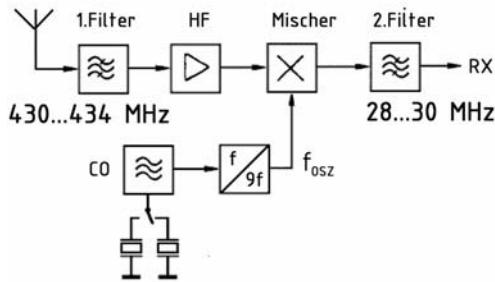 1.Filter HF Mischer 2.Filter
RX
430...434 MHz 28...30 MHz
CO f 9f fosz